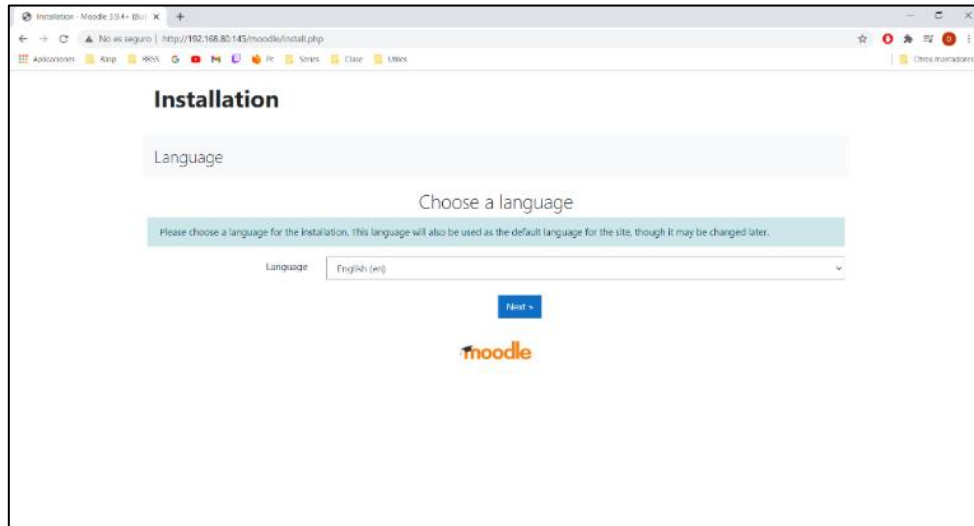 Installation - Moodle 3.9.4+ (Buil
No es seguro | http://192.168.80.145/moodle/install.php
Aplicaciones Rasp RRSS Pc Series Clase Utiles Otros marcadores
Installation
Language
Choose a language
Please choose a language for the installation. This language will also be used as the default language for the site, though it may be changed later.
Language English (en)
Next »
moodle